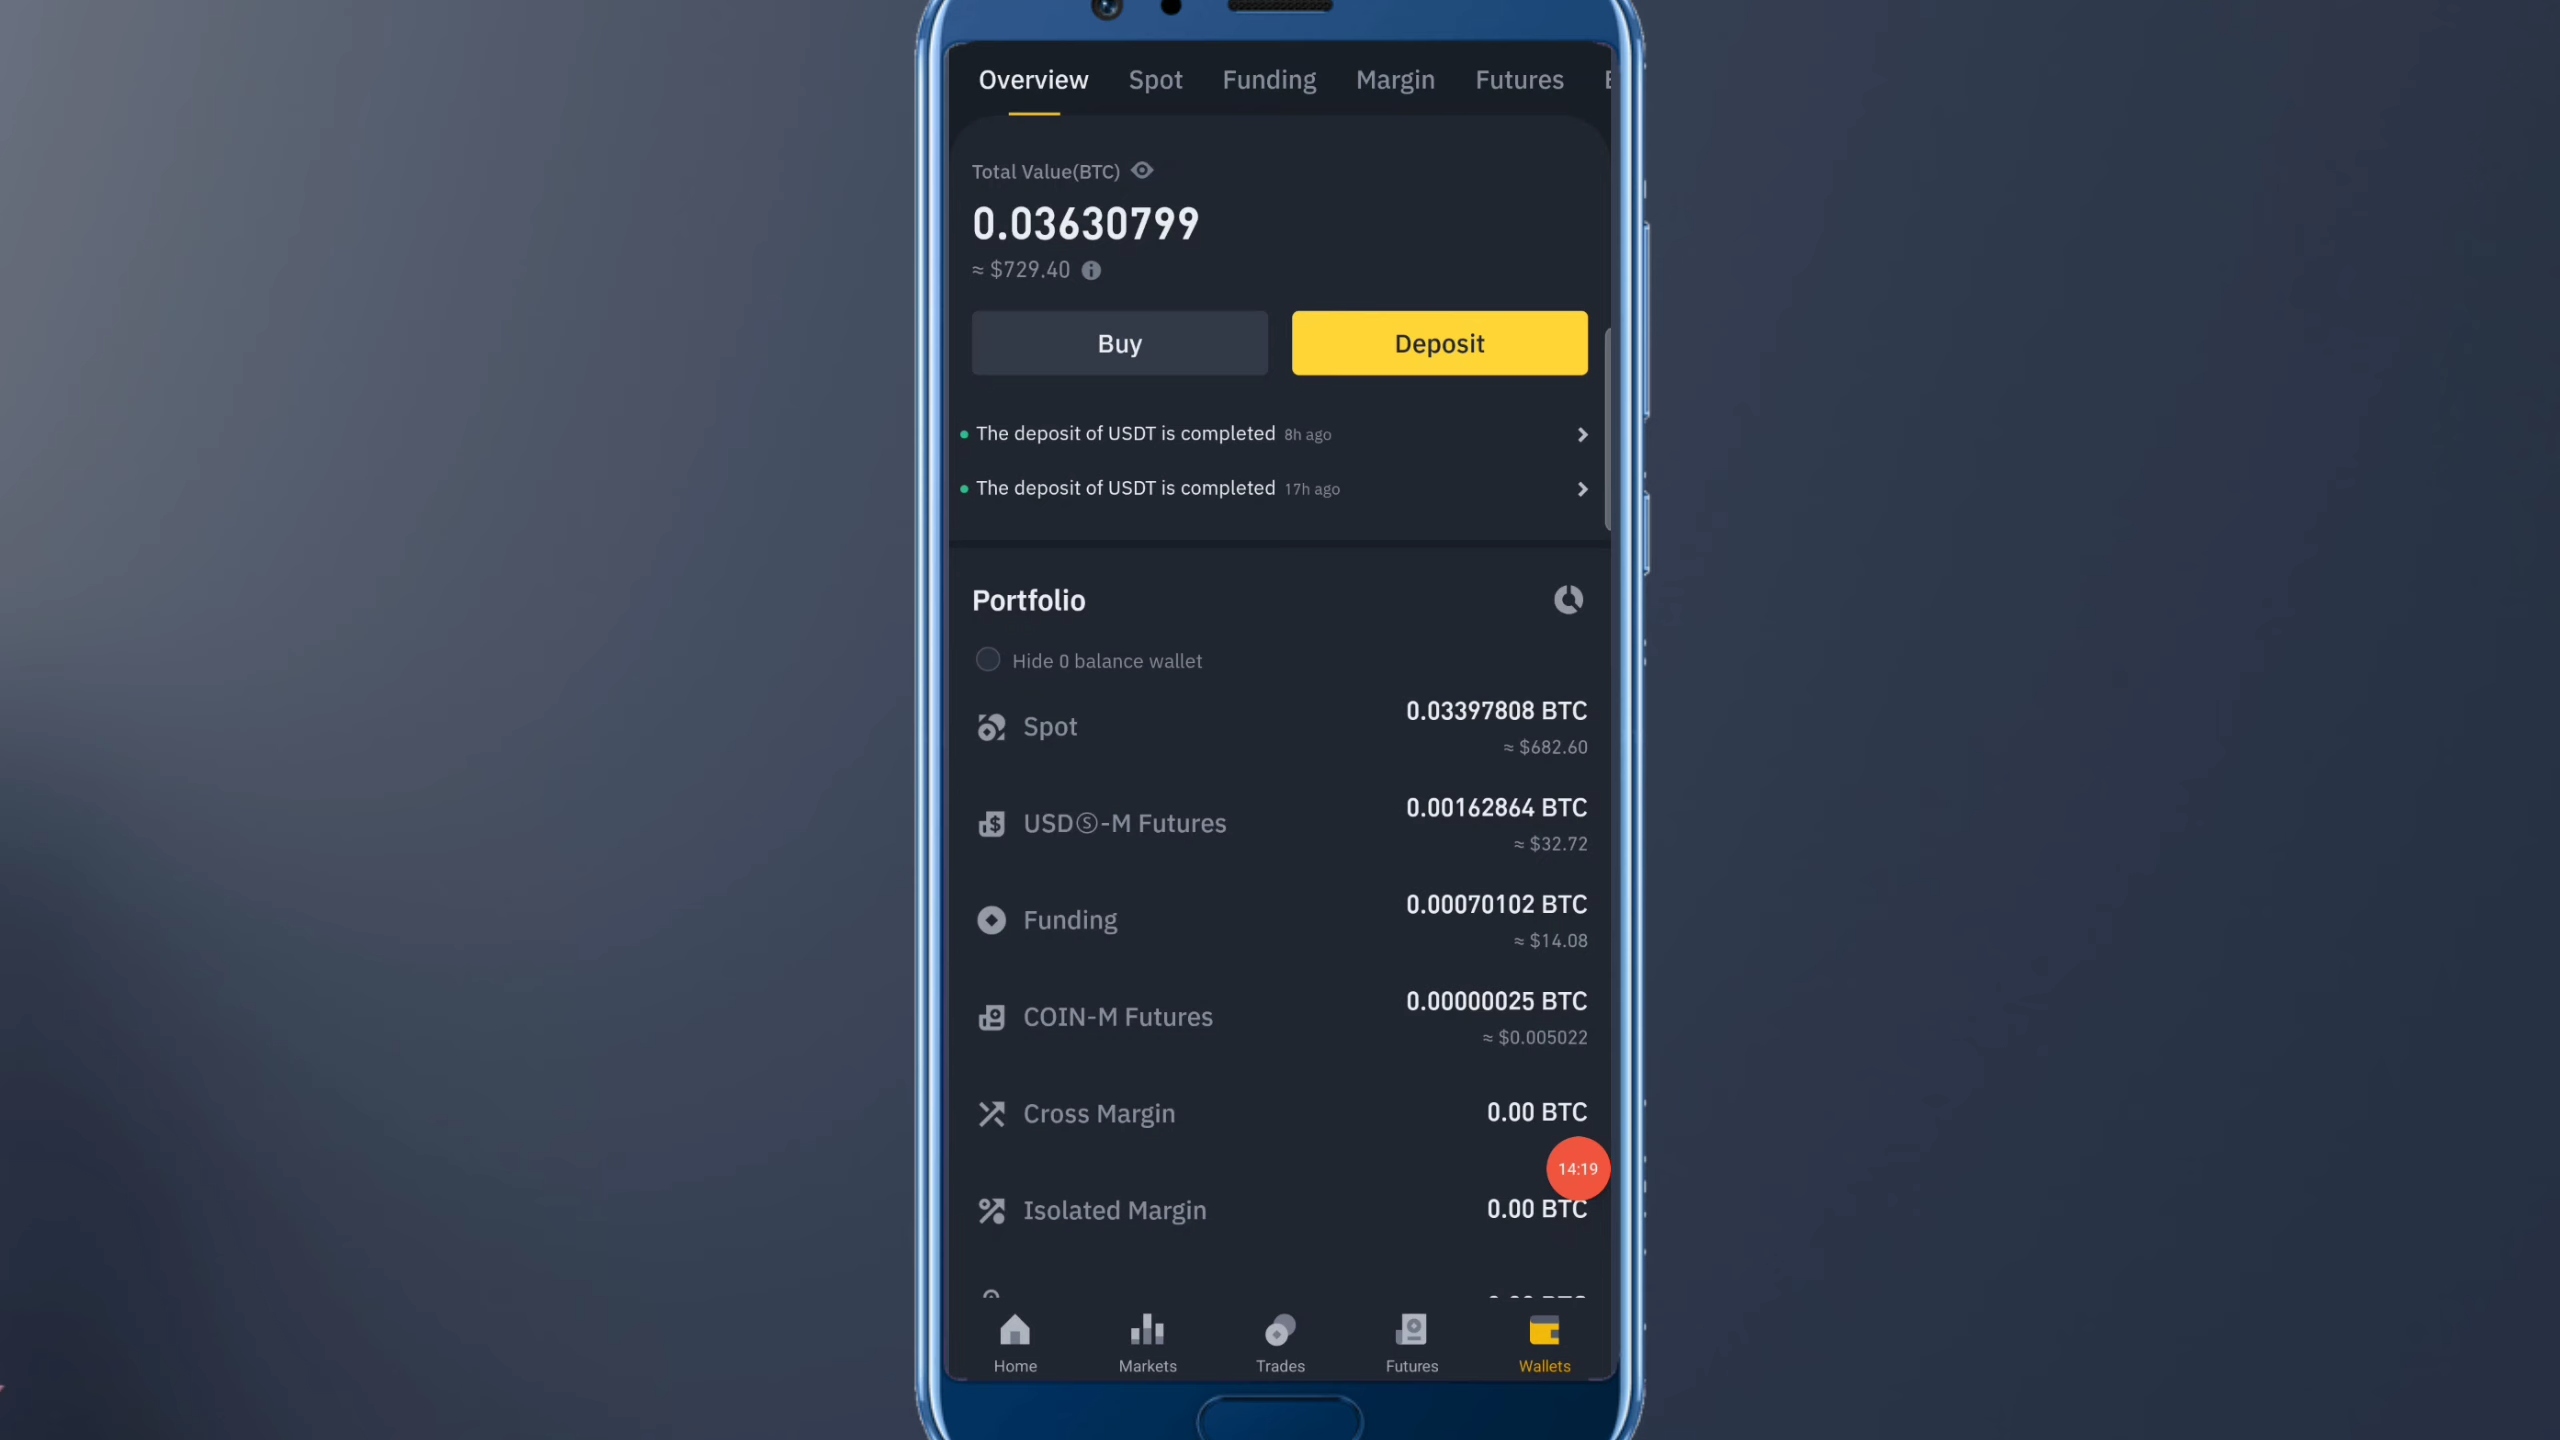 Overview Spot Funding Margin Futures
Total Value(BTC)
0.03630799
≈ $729.40
Buy Deposit
The deposit of USDT is completed 8h ago
The deposit of USDT is completed 17h ago
Portfolio
Hide 0 balance wallet
Spot 0.03397808 BTC
≈ $682.60
USDⓈ-M Futures 0.00162864 BTC
≈ $32.72
Funding 0.00070102 BTC
≈ $14.08
COIN-M Futures 0.00000025 BTC
≈ $0.005022
Cross Margin 0.00 BTC
14:19
Isolated Margin 0.00 BTC
Home Markets Trades Futures Wallets